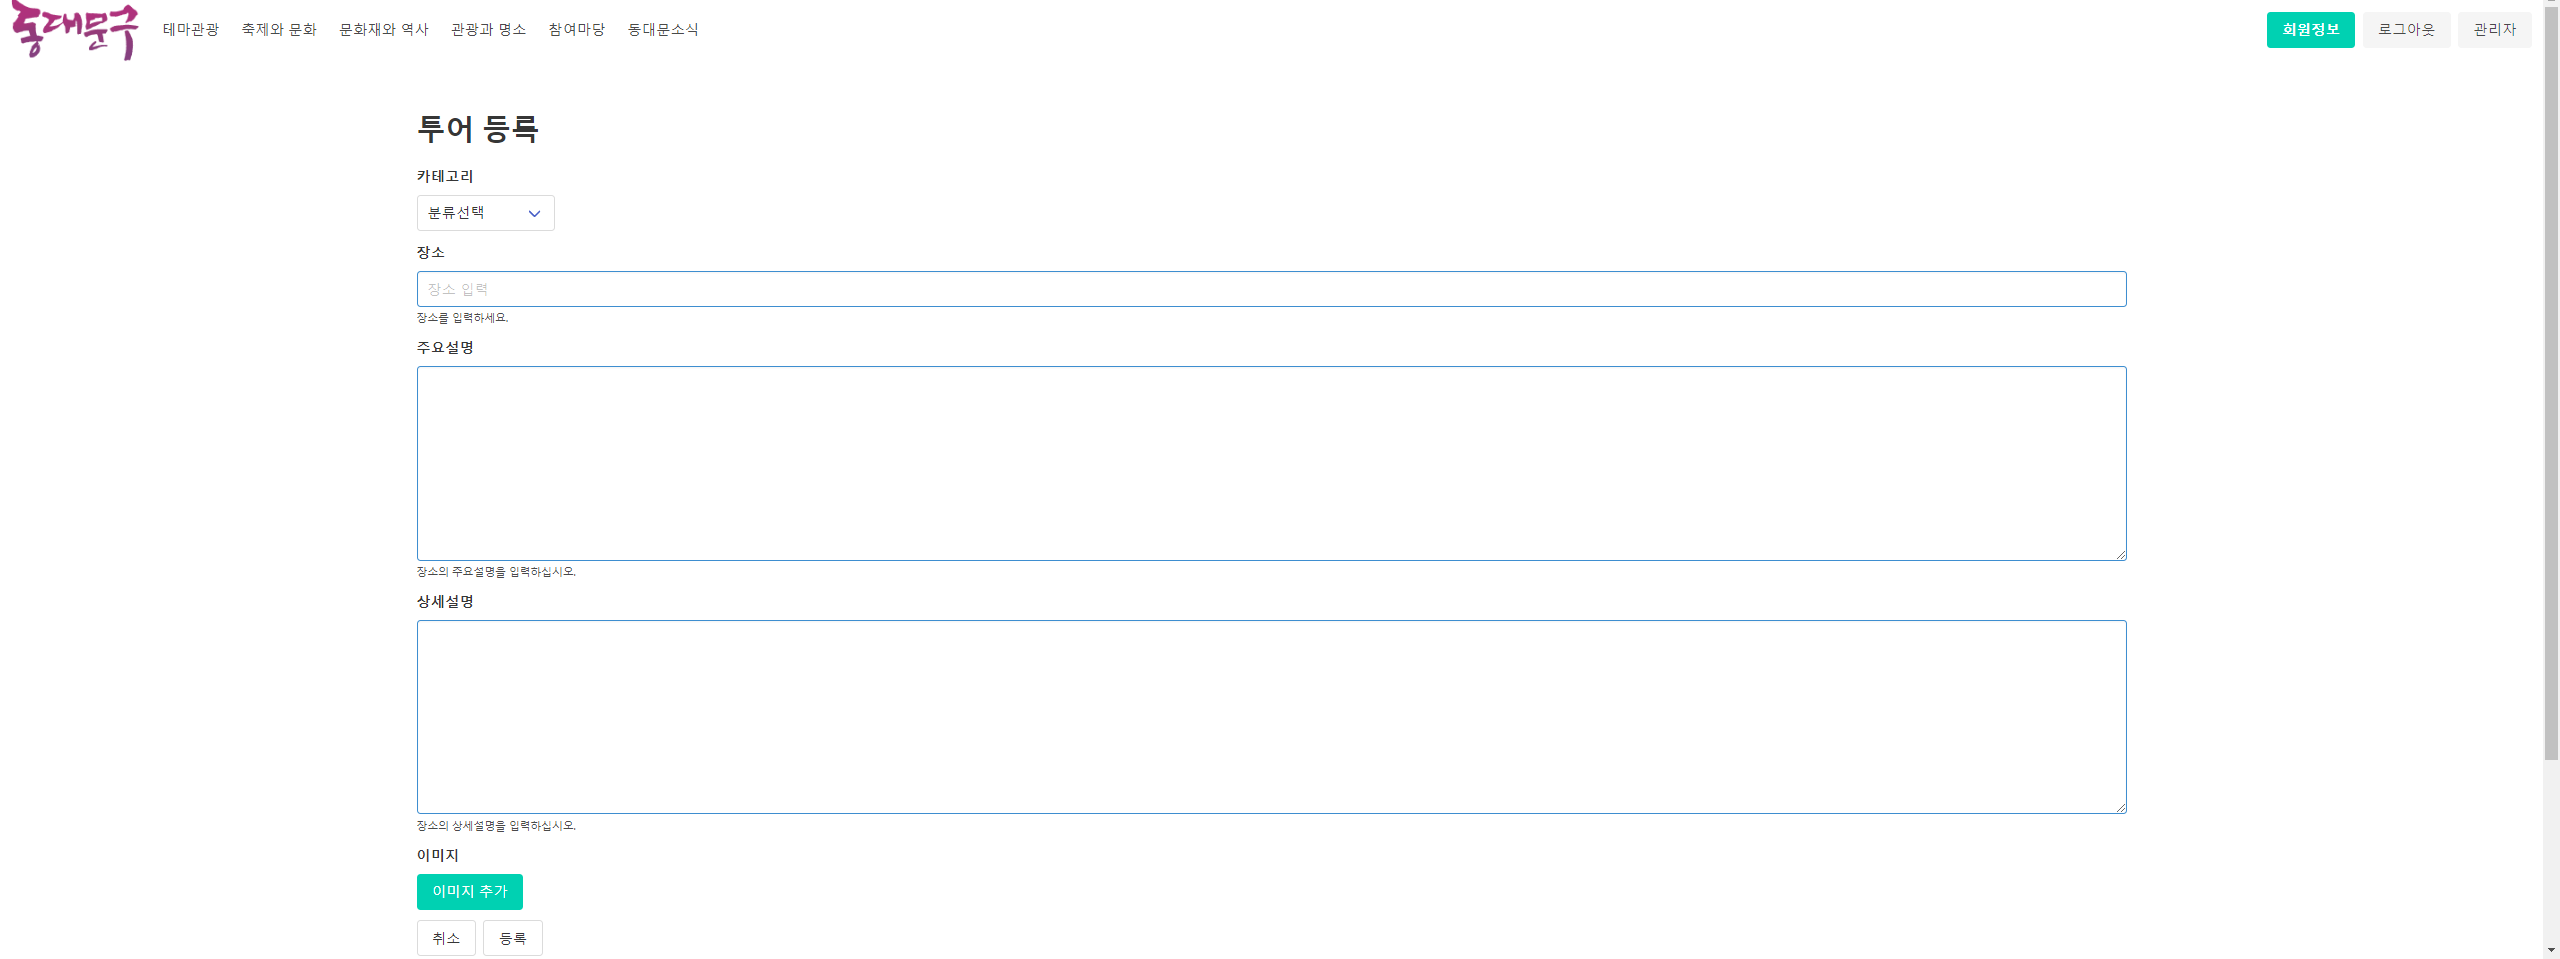 동대문구 테마관광 축제와 문화 문화재와 역사 관광과 명소 참여마당 동대문소식 회원정보 로그아웃 관리자
투어 등록
카테고리
분류선택
장소
장소 입력
장소를 입력하세요.
주요설명
장소의 주요설명을 입력하십시오.
상세설명
장소의 상세설명을 입력하십시오.
이미지
이미지 추가
취소 등록